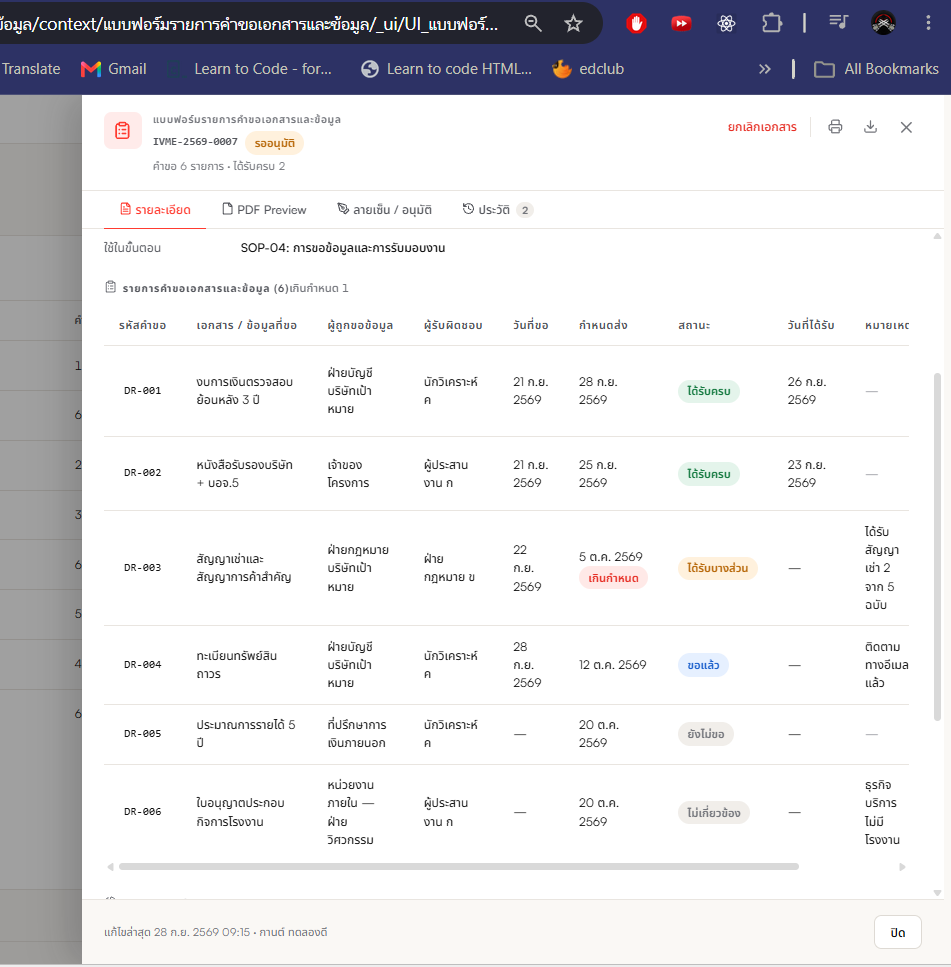 อมูล/context/แบบฟอร์มรายการคำขอเอกสารและข้อมูล/_ui/UI_แบบฟอร์...
Translate
Gmail
Learn to Code - for...
Learn to code HTML...
edclub
All Bookmarks
แบบฟอร์มรายการคำขอเอกสารและข้อมูล
IVME-2569-0007 รออนุมัติ
คำขอ 6 รายการ • ได้รับครบ 2
ยกเลิกเอกสาร
รายละเอียด
PDF Preview
ลายเซ็น / อนุมัติ
ประวัติ 2
ใช้ในขั้นตอน
SOP-04: การขอข้อมูลและการรับมอบงาน
รายการคำขอเอกสารและข้อมูล (6)เกินกำหนด 1
รหัสคำขอ
เอกสาร / ข้อมูลที่ขอ
ผู้ถูกขอข้อมูล
ผู้รับผิดชอบ
วันที่ขอ
กำหนดส่ง
สถานะ
วันที่ได้รับ
หมายเหต
DR-001
งบการเงินตรวจสอบ
ย้อนหลัง 3 ปี
ฝ่ายบัญชี
บริษัทเป้า
หมาย
นักวิเคราะห์
ค
21 ก.ย.
2569
28 ก.ย.
2569
ได้รับครบ
26 ก.ย.
2569
—
DR-002
หนังสือรับรองบริษัท
+ บอจ.5
เจ้าของ
โครงการ
ผู้ประสาน
งาน ก
21 ก.ย.
2569
25 ก.ย.
2569
ได้รับครบ
23 ก.ย.
2569
—
DR-003
สัญญาเช่าและ
สัญญาการค้าสำคัญ
ฝ่ายกฎหมาย
บริษัทเป้า
หมาย
ฝ่าย
กฎหมาย ข
22
ก.ย.
2569
5 ต.ค. 2569
เกินกำหนด
ได้รับบางส่วน
—
ได้รับ
สัญญา
เช่า 2
จาก 5
ฉบับ
DR-004
ทะเบียนทรัพย์สิน
ถาวร
ฝ่ายบัญชี
บริษัทเป้า
หมาย
นักวิเคราะห์
ค
28
ก.ย.
2569
12 ต.ค. 2569
ขอแล้ว
—
ติดตาม
ทางอีเมล
แล้ว
DR-005
ประมาณการรายได้ 5
ปี
ที่ปรึกษาการ
เงินภายนอก
นักวิเคราะห์
ค
—
20 ต.ค.
2569
ยังไม่ขอ
—
—
DR-006
ใบอนุญาตประกอบ
กิจการโรงงาน
หน่วยงาน
ภายใน —
ฝ่าย
วิศวกรรม
ผู้ประสาน
งาน ก
—
20 ต.ค.
2569
ไม่เกี่ยวข้อง
—
ธุรกิจ
บริการ
ไม่มี
โรงงาน
แก้ไขล่าสุด 28 ก.ย. 2569 09:15 • กานต์ ทดลองดี
ปิด